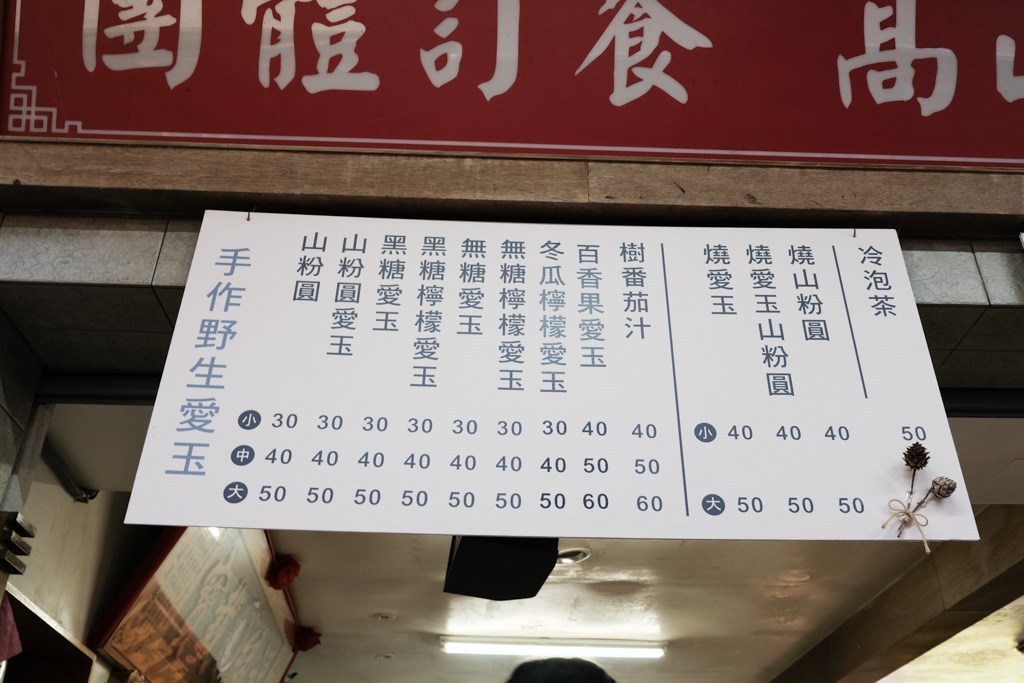 團體訂餐 高
手作野生愛玉
山粉圓
山粉圓愛玉
黑糖愛玉
黑糖檸檬愛玉
無糖愛玉
無糖檸檬愛玉
冬瓜檸檬愛玉
百香果愛玉
樹番茄汁
小 30 30 30 30 30 30 30 40 40
中 40 40 40 40 40 40 40 50 50
大 50 50 50 50 50 50 50 60 60
燒愛玉
燒愛玉山粉圓
燒山粉圓
小 40 40 40
大 50 50 50
冷泡茶
50